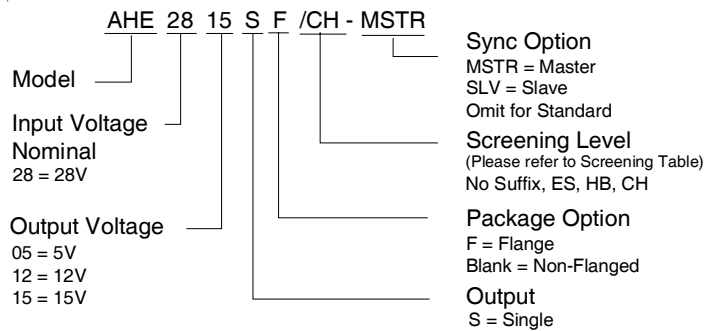 AHE 28 15 S F /CH - MSTR
Model
Input Voltage
Nominal
28 = 28V
Output Voltage
05 = 5V
12 = 12V
15 = 15V
Sync Option
MSTR = Master
SLV = Slave
Omit for Standard
Screening Level
(Please refer to Screening Table)
No Suffix, ES, HB, CH
Package Option
F = Flange
Blank = Non-Flanged
Output
S = Single